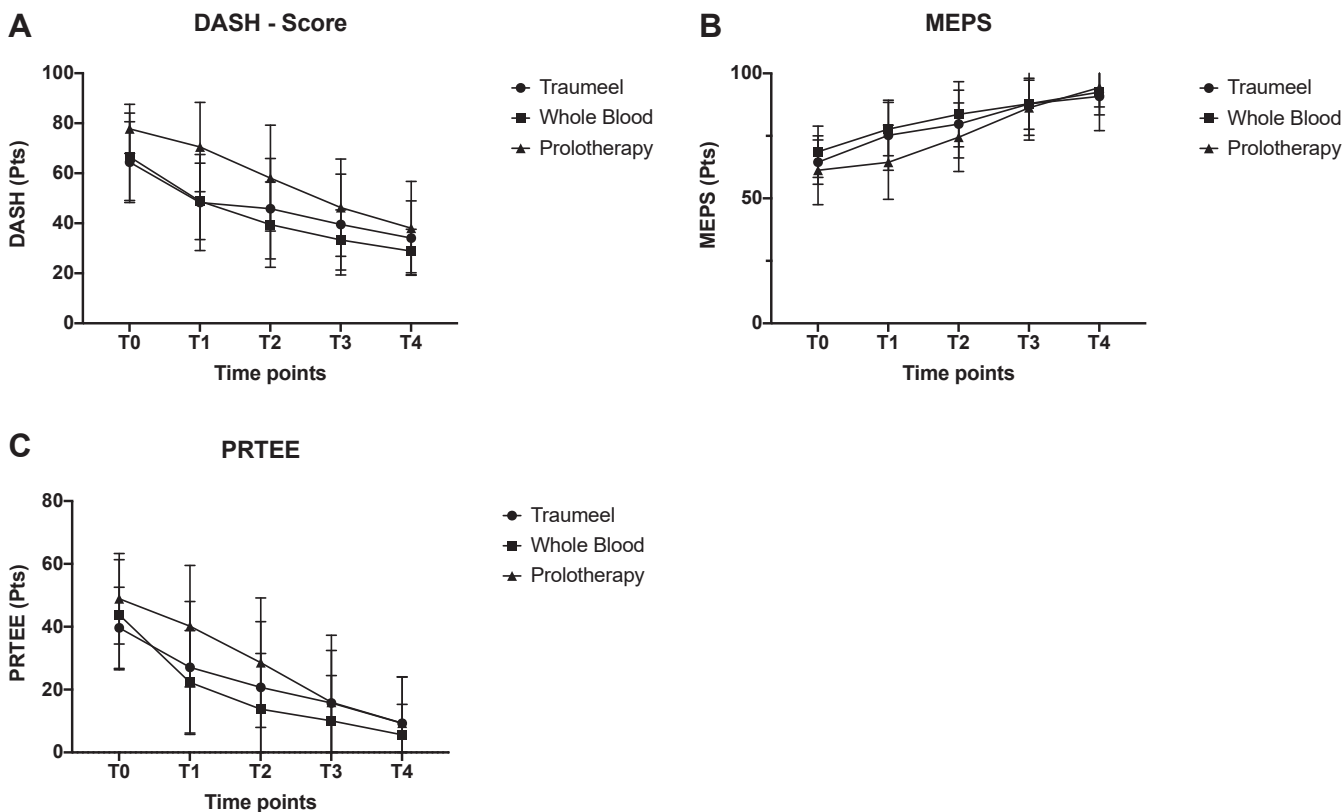 A
DASH - Score
100
80
60
40
20
0
DASH (Pts)
T0 T1 T2 T3 T4
Time points
Traumeel
Whole Blood
Prolotherapy
B
MEPS
100
50
0
MEPS (Pts)
T0 T1 T2 T3 T4
Time points
Traumeel
Whole Blood
Prolotherapy
C
PRTEE
80
60
40
20
0
PRTEE (Pts)
T0 T1 T2 T3 T4
Time points
Traumeel
Whole Blood
Prolotherapy